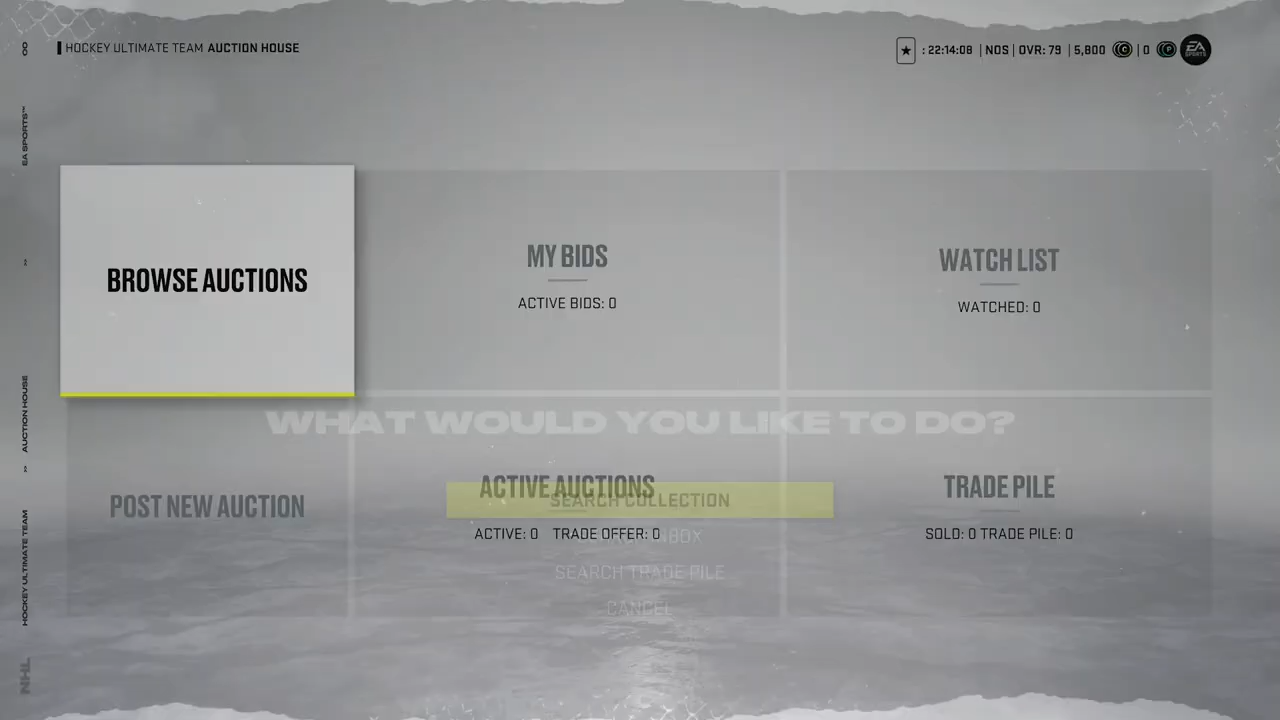 HOCKEY ULTIMATE TEAM AUCTION HOUSE
★ : 22:14:08 | NOS | OVR: 79 | 5,800 C | 0 P EA SPORTS
EA SPORTS™
BROWSE AUCTIONS
MY BIDS
ACTIVE BIDS: 0
WATCH LIST
WATCHED: 0
WHAT WOULD YOU LIKE TO DO?
POST NEW AUCTION
ACTIVE AUCTIONS
SEARCH COLLECTION
ACTIVE: 0 TRADE OFFER: 0
SEARCH TRADE PILE
CANCEL
TRADE PILE
SOLD: 0 TRADE PILE: 0
NHL HOCKEY ULTIMATE TEAM » AUCTION HOUSE »